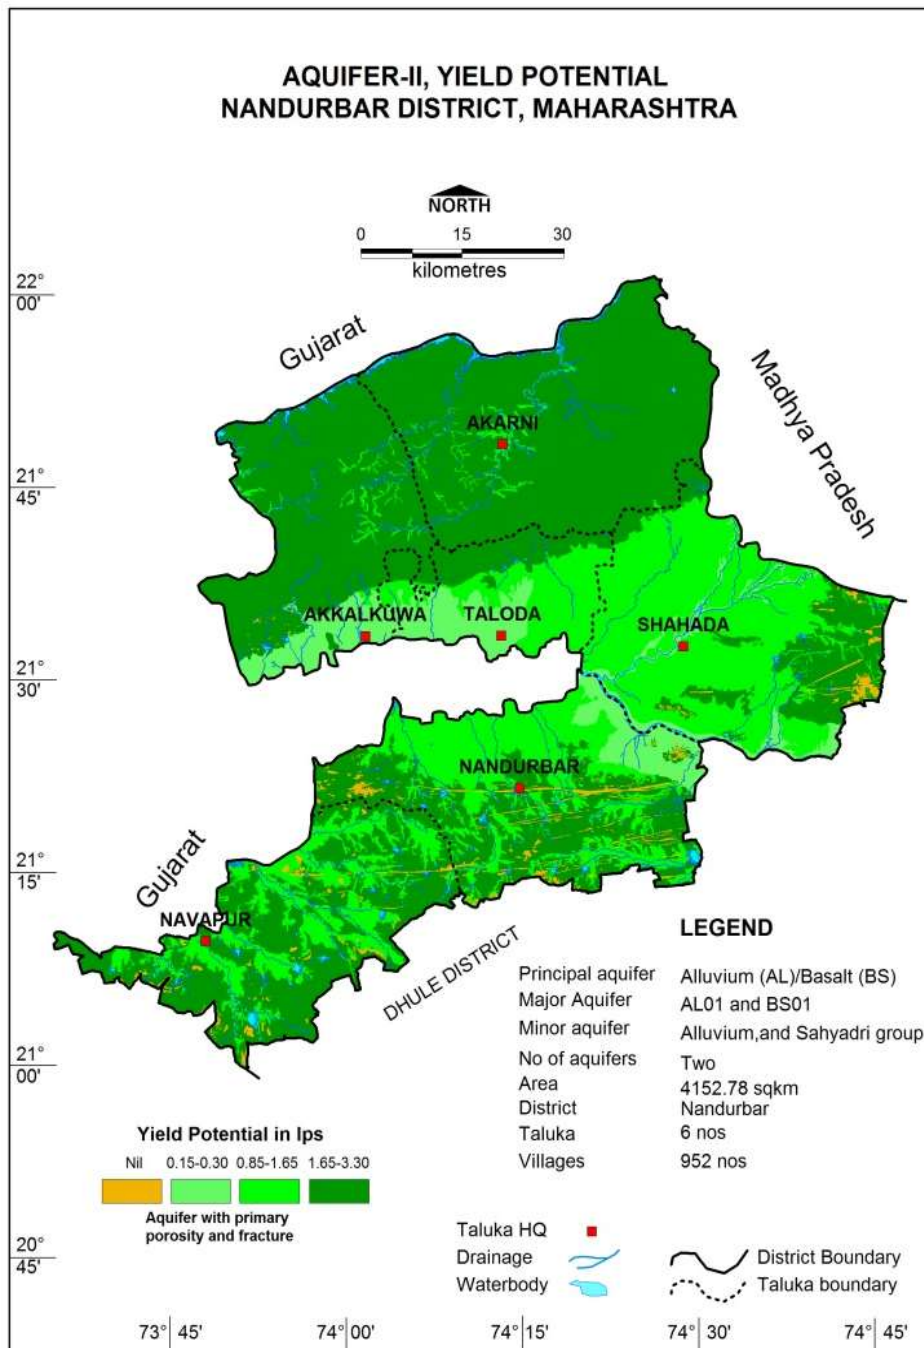 AQUIFER-II, YIELD POTENTIAL
NANDURBAR DISTRICT, MAHARASHTRA
NORTH
0 15 30
kilometres
22° 00'
21° 45'
21° 30'
21° 15'
21° 00'
20° 45'
Gujarat
Madhya Pradesh
AKARNI
AKKALKUWA
TALODA
SHAHADA
NANDURBAR
Gujarat
NAVAPUR
DHULE DISTRICT
LEGEND
Principal aquifer Alluvium (AL)/Basalt (BS)
Major Aquifer AL01 and BS01
Minor aquifer Alluvium,and Sahyadri group
No of aquifers Two
Area 4152.78 sqkm
District Nandurbar
Taluka 6 nos
Villages 952 nos
Yield Potential in lps
Nil 0.15-0.30 0.85-1.65 1.65-3.30
Aquifer with primary
porosity and fracture
Taluka HQ
Drainage District Boundary
Waterbody Taluka boundary
73° 45' 74° 00' 74° 15' 74° 30' 74° 45'